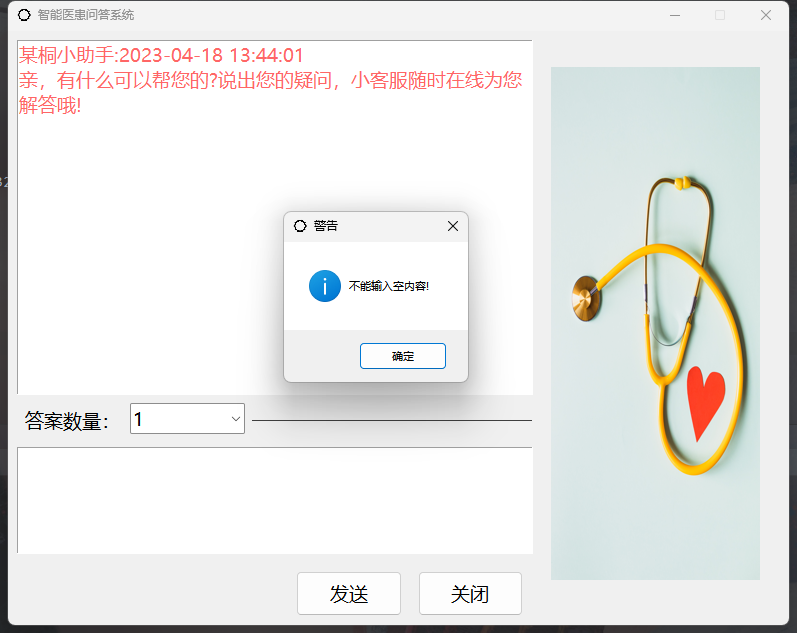 智能医患问答系统
某桐小助手:2023-04-18 13:44:01
亲，有什么可以帮您的?说出您的疑问，小客服随时在线为您
解答哦!
警告
不能输入空内容!
确定
答案数量：
1
发送
关闭